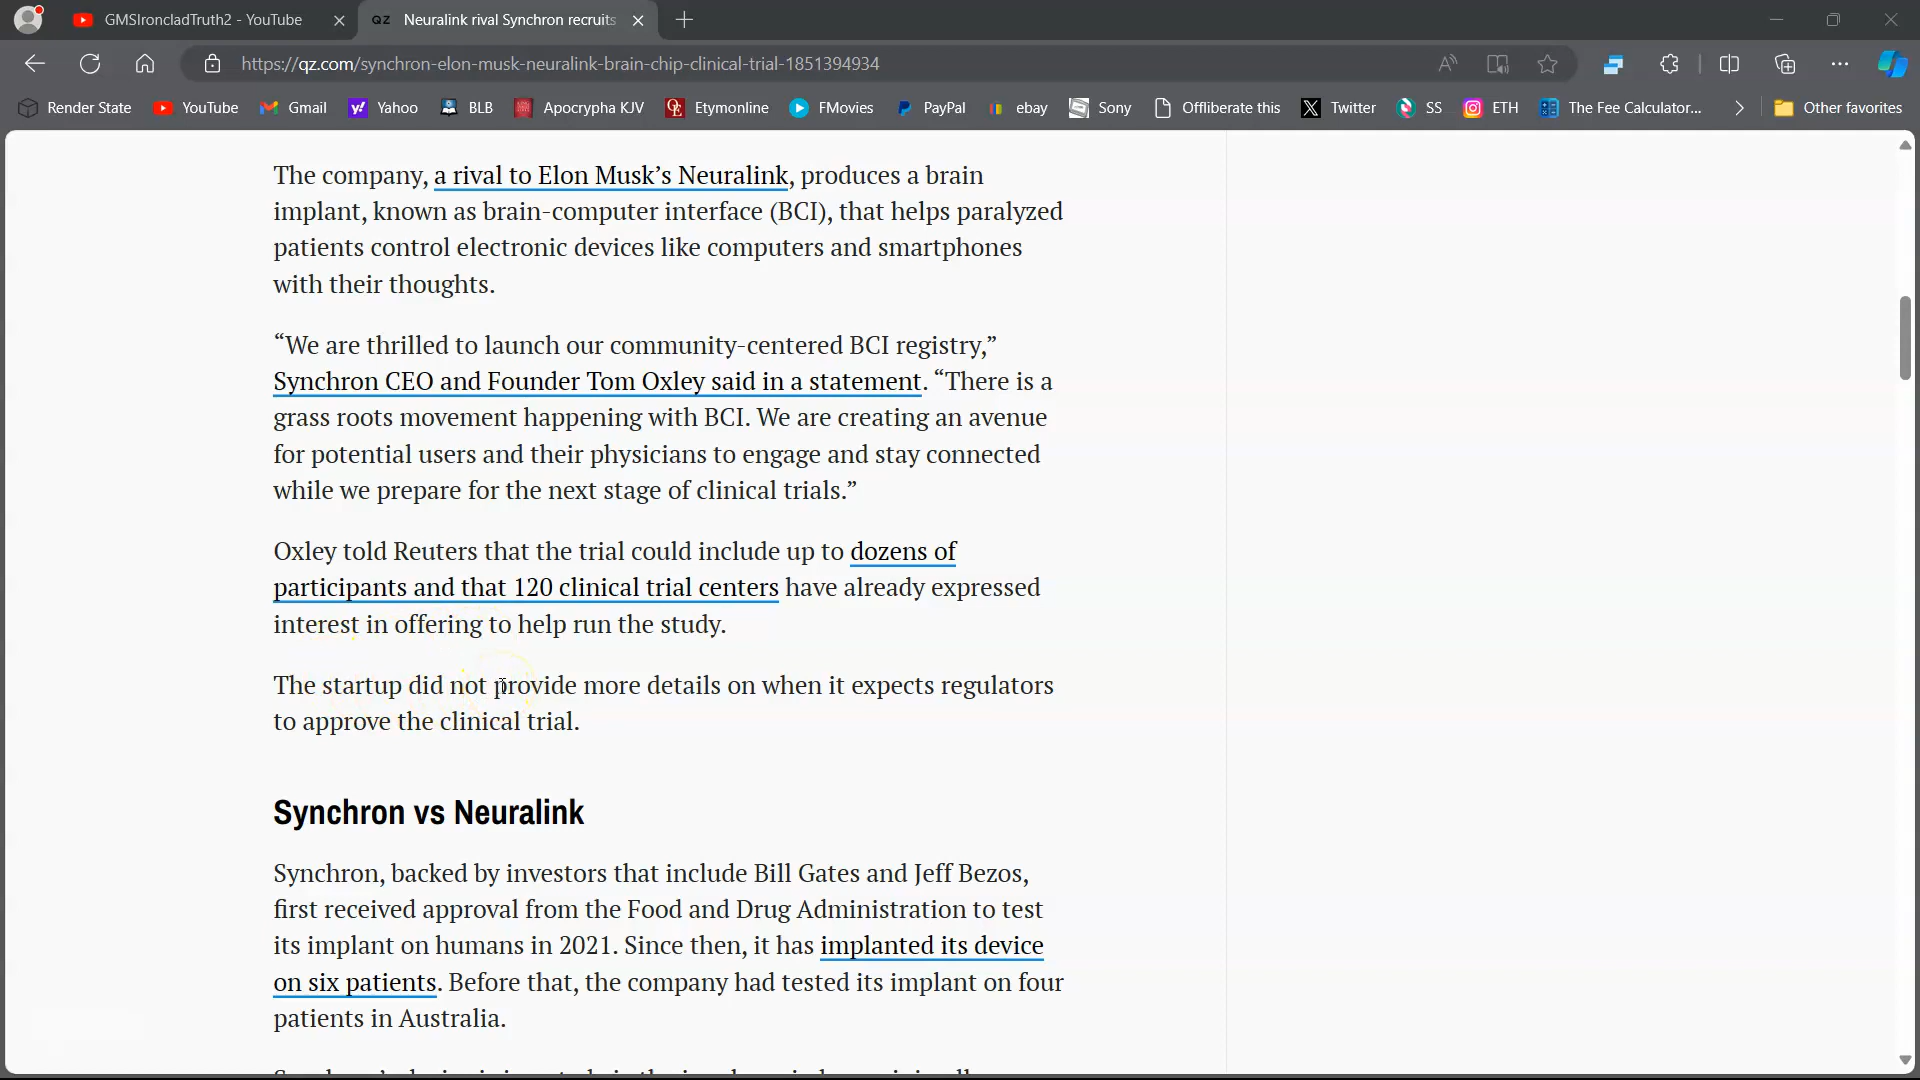 GMSIroncladTruth2 - YouTube
QZ Neuralink rival Synchron recruits
https://qz.com/synchron-elon-musk-neuralink-brain-chip-clinical-trial-1851394934
Render State YouTube Gmail Yahoo BLB Apocrypha KJV Etymonline FMovies PayPal ebay Sony Offliberate this Twitter SS ETH The Fee Calculator... Other favorites
The company, a rival to Elon Musk’s Neuralink, produces a brain
implant, known as brain-computer interface (BCI), that helps paralyzed
patients control electronic devices like computers and smartphones
with their thoughts.
“We are thrilled to launch our community-centered BCI registry,”
Synchron CEO and Founder Tom Oxley said in a statement. “There is a
grass roots movement happening with BCI. We are creating an avenue
for potential users and their physicians to engage and stay connected
while we prepare for the next stage of clinical trials.”
Oxley told Reuters that the trial could include up to dozens of
participants and that 120 clinical trial centers have already expressed
interest in offering to help run the study.
The startup did not provide more details on when it expects regulators
to approve the clinical trial.
Synchron vs Neuralink
Synchron, backed by investors that include Bill Gates and Jeff Bezos,
first received approval from the Food and Drug Administration to test
its implant on humans in 2021. Since then, it has implanted its device
on six patients. Before that, the company had tested its implant on four
patients in Australia.